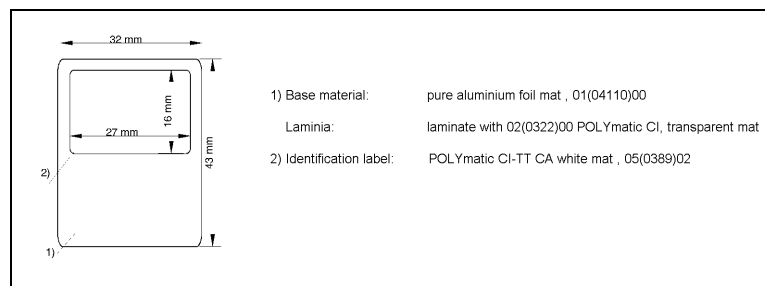 32 mm
16 mm
27 mm
43 mm
2)
1)
1) Base material: pure aluminium foil mat , 01(04110)00
Laminia: laminate with 02(0322)00 POLYmatic CI, transparent mat
2) Identification label: POLYmatic CI-TT CA white mat , 05(0389)02